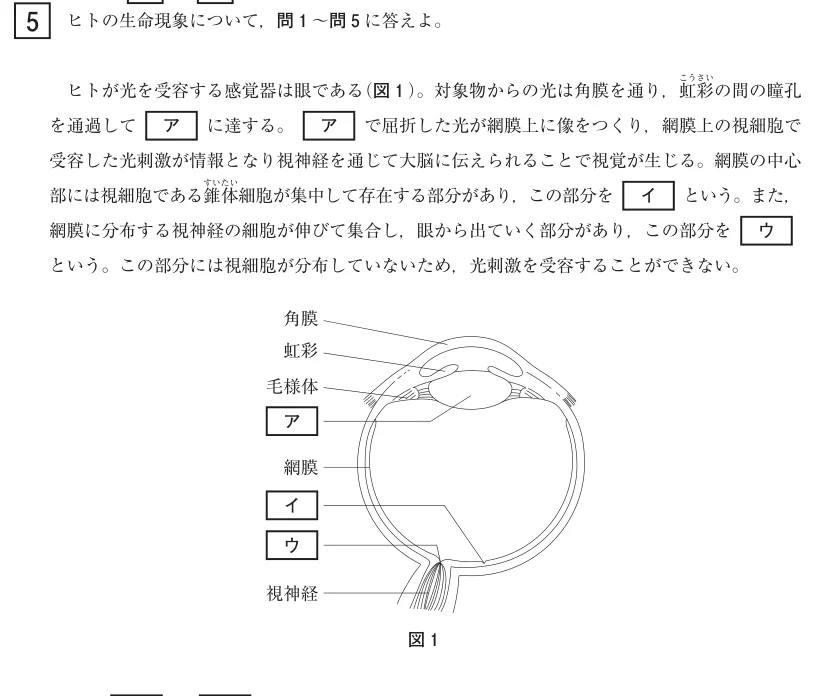 5 ヒトの生命現象について，問1～問5に答えよ。
ヒトが光を受容する感覚器は眼である(図1)。対象物からの光は角膜を通り，虹彩の間の瞳孔
こうさい
を通過して ア に達する。 ア で屈折した光が網膜上に像をつくり，網膜上の視細胞で
受容した光刺激が情報となり視神経を通じて大脳に伝えられることで視覚が生じる。網膜の中心
部には視細胞である錐体細胞が集中して存在する部分があり，この部分を イ という。また，
すいたい
網膜に分布する視神経の細胞が伸びて集合し，眼から出ていく部分があり，この部分を ウ
という。この部分には視細胞が分布していないため，光刺激を受容することができない。
角膜
虹彩
毛様体
ア
網膜
イ
ウ
視神経
図1